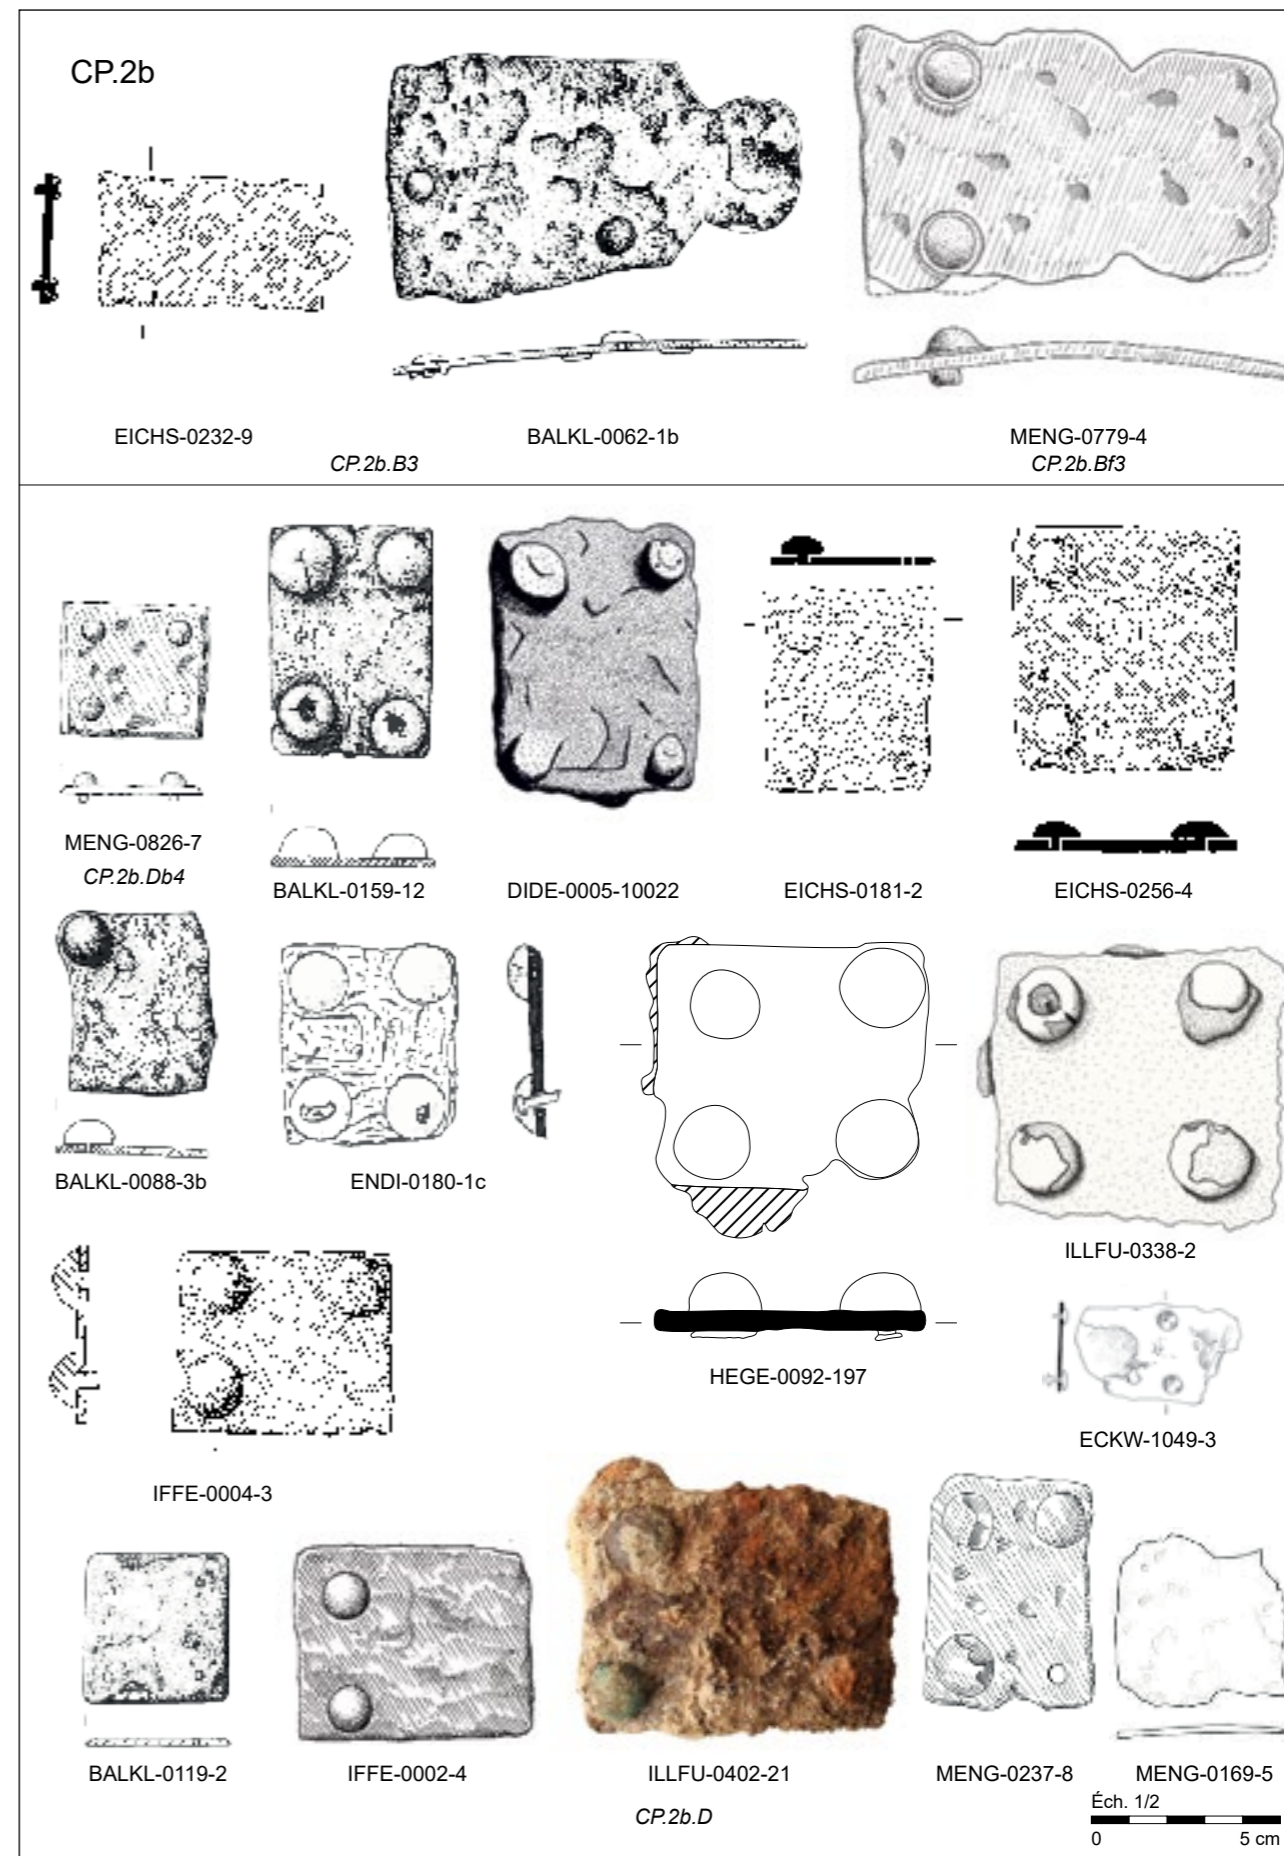 CP.2b
EICHS-0232-9
BALKL-0062-1b
MENG-0779-4
CP.2b.B3
CP.2b.Bf3
MENG-0826-7
CP.2b.Db4
BALKL-0159-12
DIDE-0005-10022
EICHS-0181-2
EICHS-0256-4
BALKL-0088-3b
ENDI-0180-1c
ILLFU-0338-2
HEGE-0092-197
ECKW-1049-3
IFFE-0004-3
BALKL-0119-2
IFFE-0002-4
ILLFU-0402-21
MENG-0237-8
MENG-0169-5
CP.2b.D
Éch. 1/2
0 5 cm